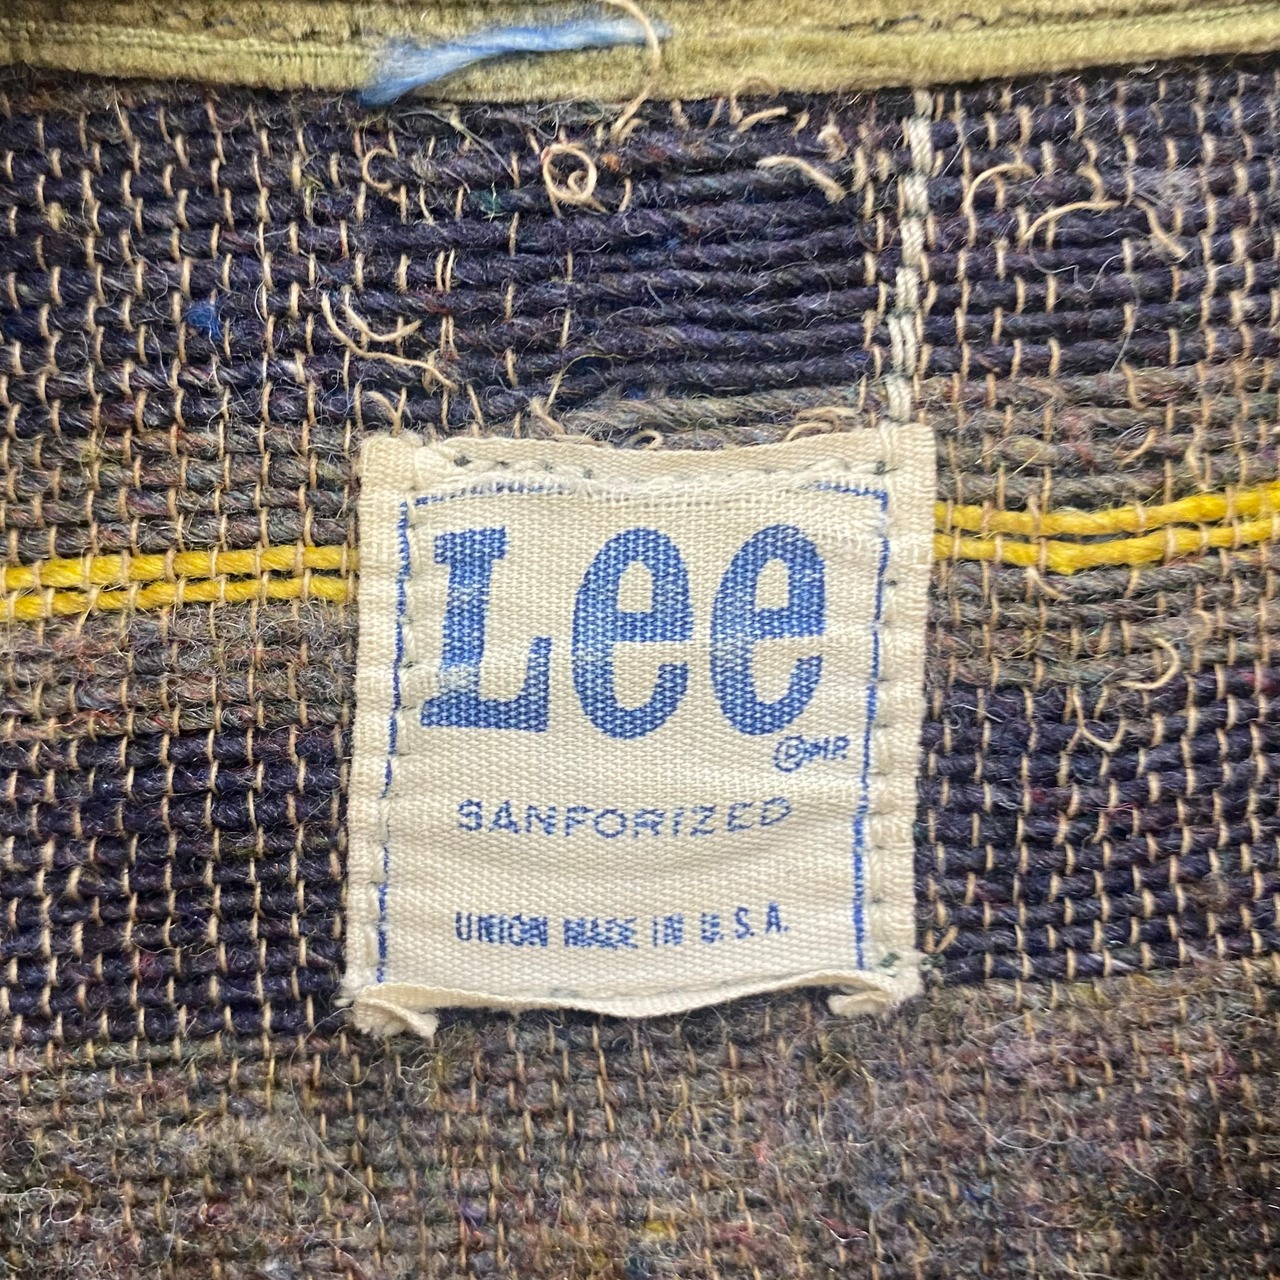 Lee
®MR
SANFORIZED
UNION MADE IN U.S.A.